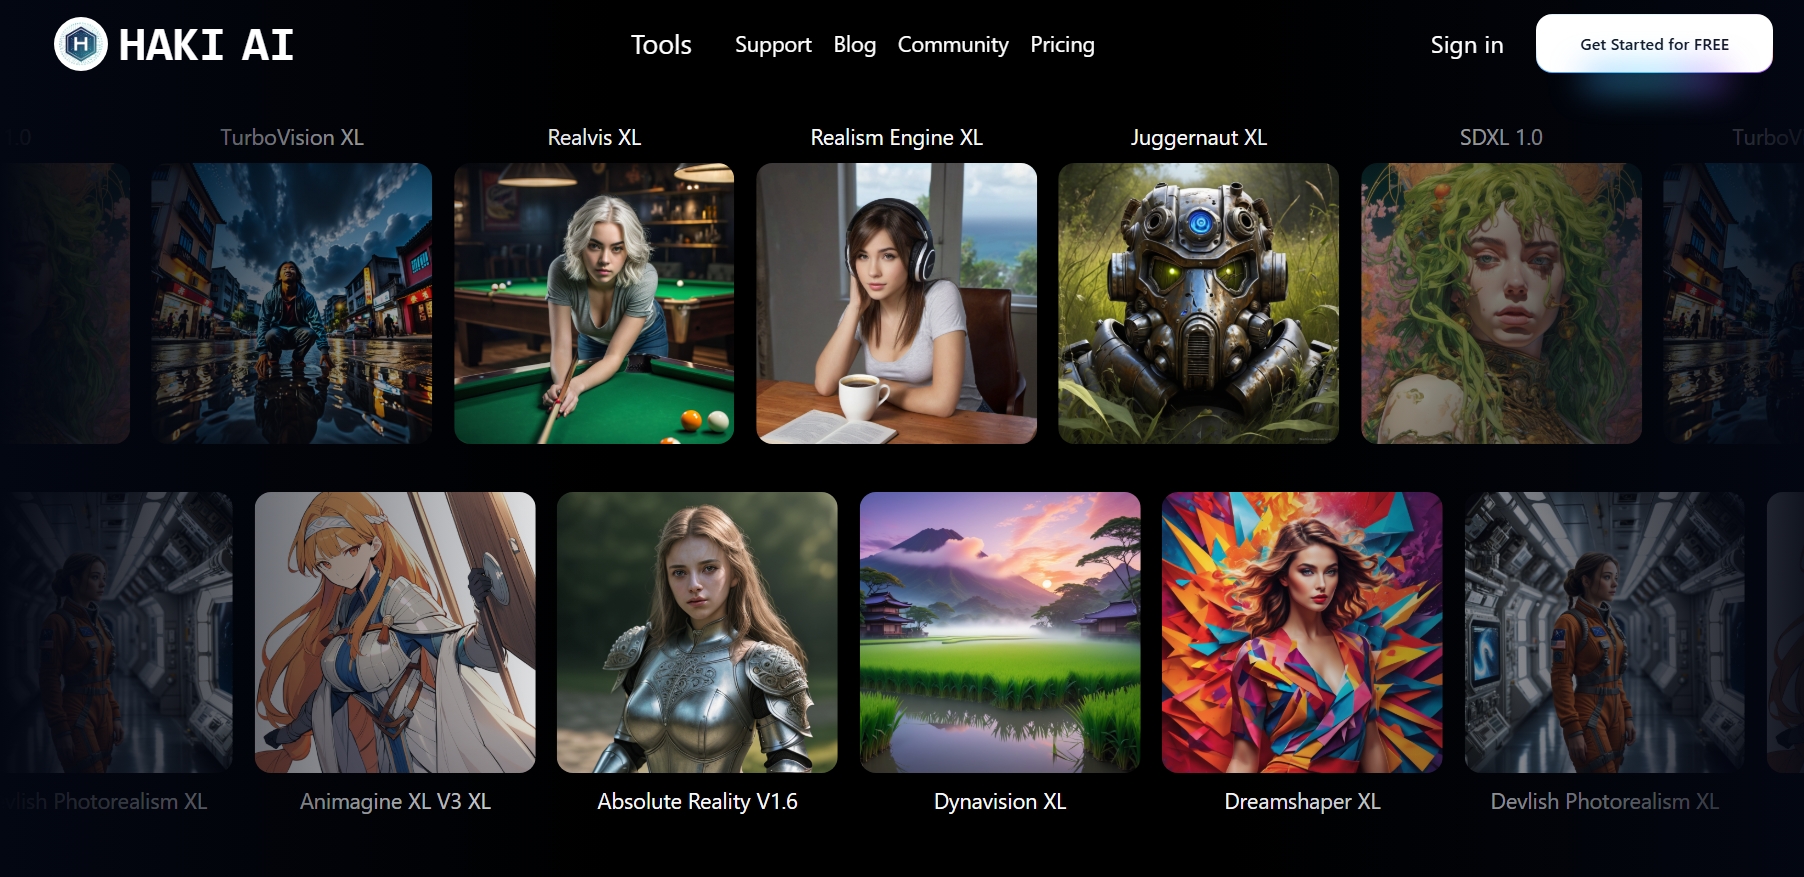 HAKI AI
Tools Support Blog Community Pricing
Sign in
Get Started for FREE
1.0 TurboVision XL Realvis XL Realism Engine XL Juggernaut XL SDXL 1.0 TurboV
vlish Photorealism XL Animagine XL V3 XL Absolute Reality V1.6 Dynavision XL Dreamshaper XL Devlish Photorealism XL